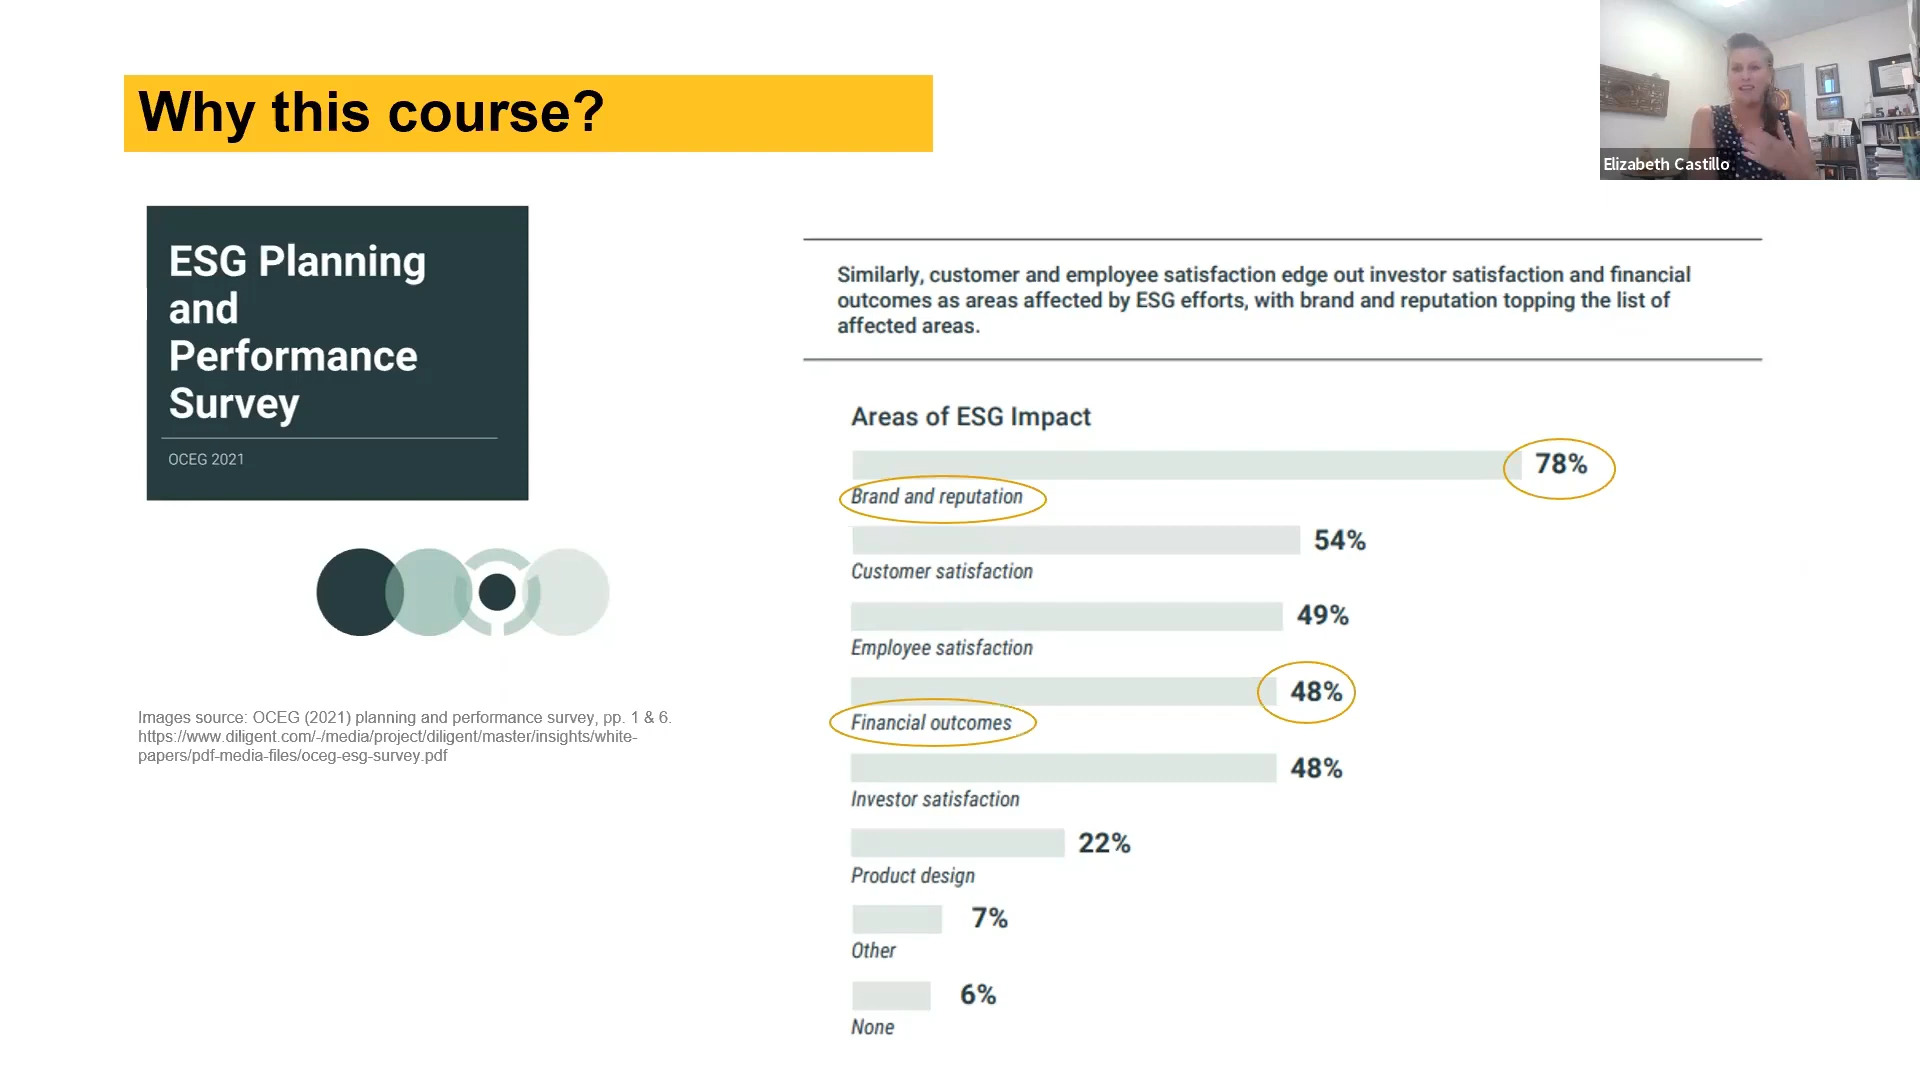 Why this course?
Elizabeth Castillo
ESG Planning
and
Performance
Survey
OCEG 2021
Images source: OCEG (2021) planning and performance survey, pp. 1 & 6.
https://www.diligent.com/-/media/project/diligent/master/insights/white-
papers/pdf-media-files/oceg-esg-survey.pdf
Similarly, customer and employee satisfaction edge out investor satisfaction and financial
outcomes as areas affected by ESG efforts, with brand and reputation topping the list of
affected areas.
Areas of ESG Impact
78%
Brand and reputation
54%
Customer satisfaction
49%
Employee satisfaction
48%
Financial outcomes
48%
Investor satisfaction
22%
Product design
7%
Other
6%
None